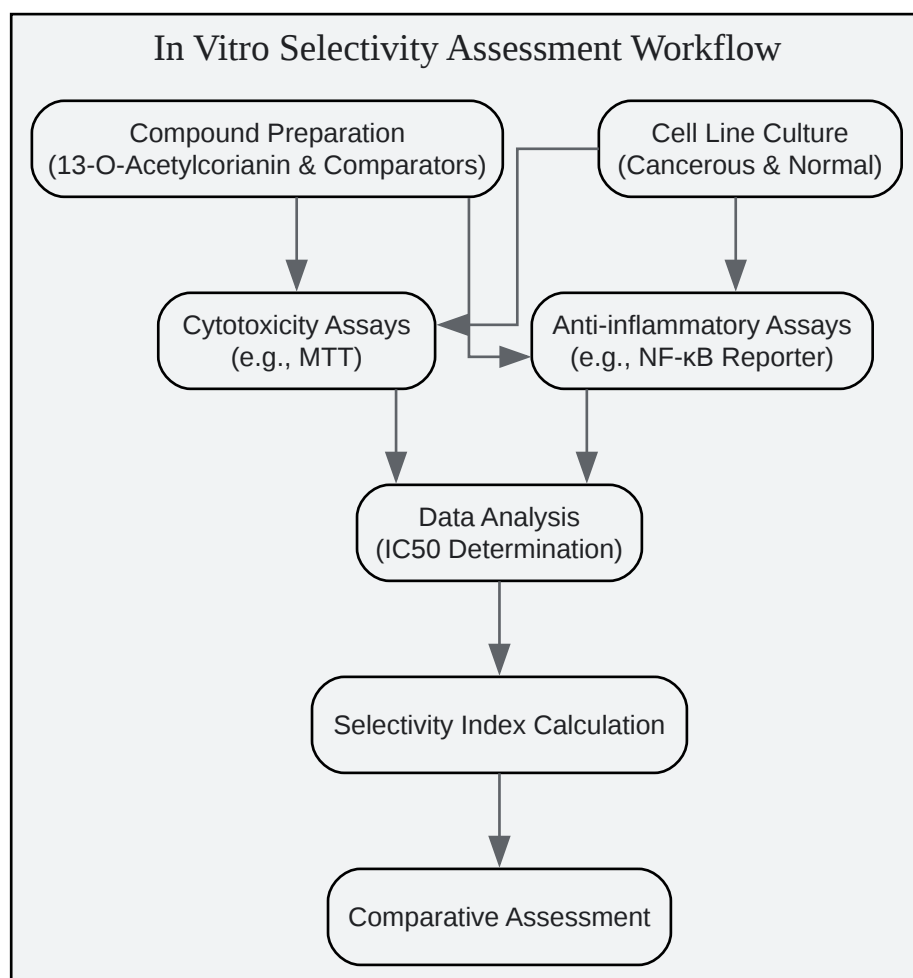 In Vitro Selectivity Assessment Workflow
Compound Preparation
(13-O-Acetylcorianin & Comparators)
Cell Line Culture
(Cancerous & Normal)
Cytotoxicity Assays
(e.g., MTT)
Anti-inflammatory Assays
(e.g., NF-κB Reporter)
Data Analysis
(IC50 Determination)
Selectivity Index Calculation
Comparative Assessment